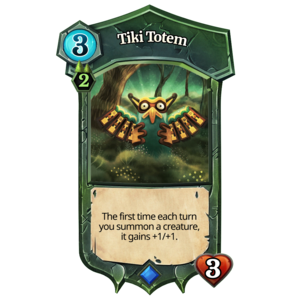 3
Tiki Totem
2
The first time each turn
you summon a creature,
it gains +1/+1.
3